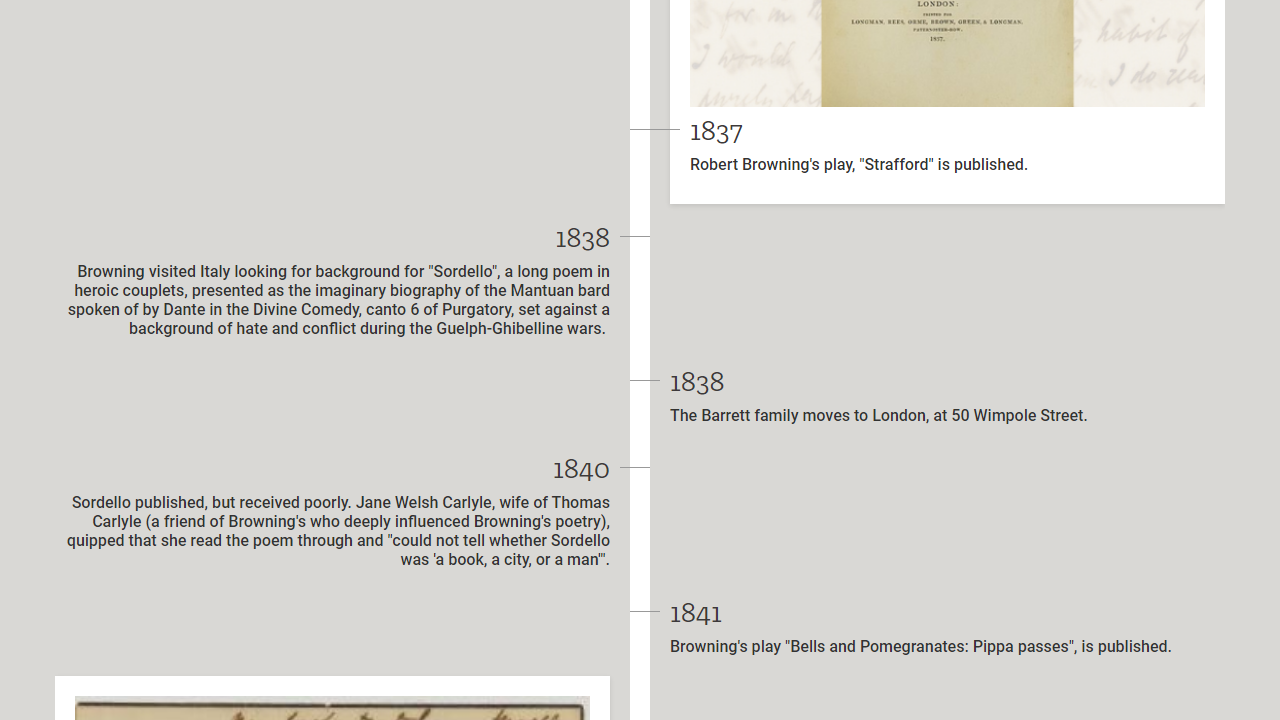 LONDON:
PRINTED FOR
LONGMAN, REES, ORME, BROWN, GREEN, & LONGMAN,
PATERNOSTER-ROW.
1837.
habit of
I would
I do
1837
Robert Browning's play, "Strafford" is published.
1838
Browning visited Italy looking for background for "Sordello", a long poem in
heroic couplets, presented as the imaginary biography of the Mantuan bard
spoken of by Dante in the Divine Comedy, canto 6 of Purgatory, set against a
background of hate and conflict during the Guelph-Ghibelline wars.
1838
The Barrett family moves to London, at 50 Wimpole Street.
1840
Sordello published, but received poorly. Jane Welsh Carlyle, wife of Thomas
Carlyle (a friend of Browning's who deeply influenced Browning's poetry),
quipped that she read the poem through and "could not tell whether Sordello
was 'a book, a city, or a man'".
1841
Browning's play "Bells and Pomegranates: Pippa passes", is published.